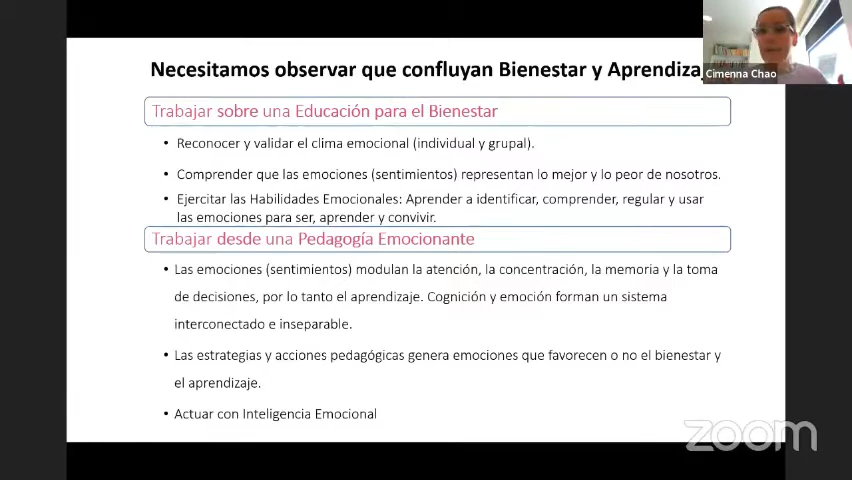 Necesitamos observar que confluyan Bienestar y Aprendizaj
Cimenna Chao
Trabajar sobre una Educación para el Bienestar
• Reconocer y validar el clima emocional (individual y grupal).
• Comprender que las emociones (sentimientos) representan lo mejor y lo peor de nosotros.
• Ejercitar las Habilidades Emocionales: Aprender a identificar, comprender, regular y usar
las emociones para ser, aprender y convivir.
Trabajar desde una Pedagogía Emocionante
• Las emociones (sentimientos) modulan la atención, la concentración, la memoria y la toma
de decisiones, por lo tanto el aprendizaje. Cognición y emoción forman un sistema
interconectado e inseparable.
• Las estrategias y acciones pedagógicas genera emociones que favorecen o no el bienestar y
el aprendizaje.
• Actuar con Inteligencia Emocional
zoom